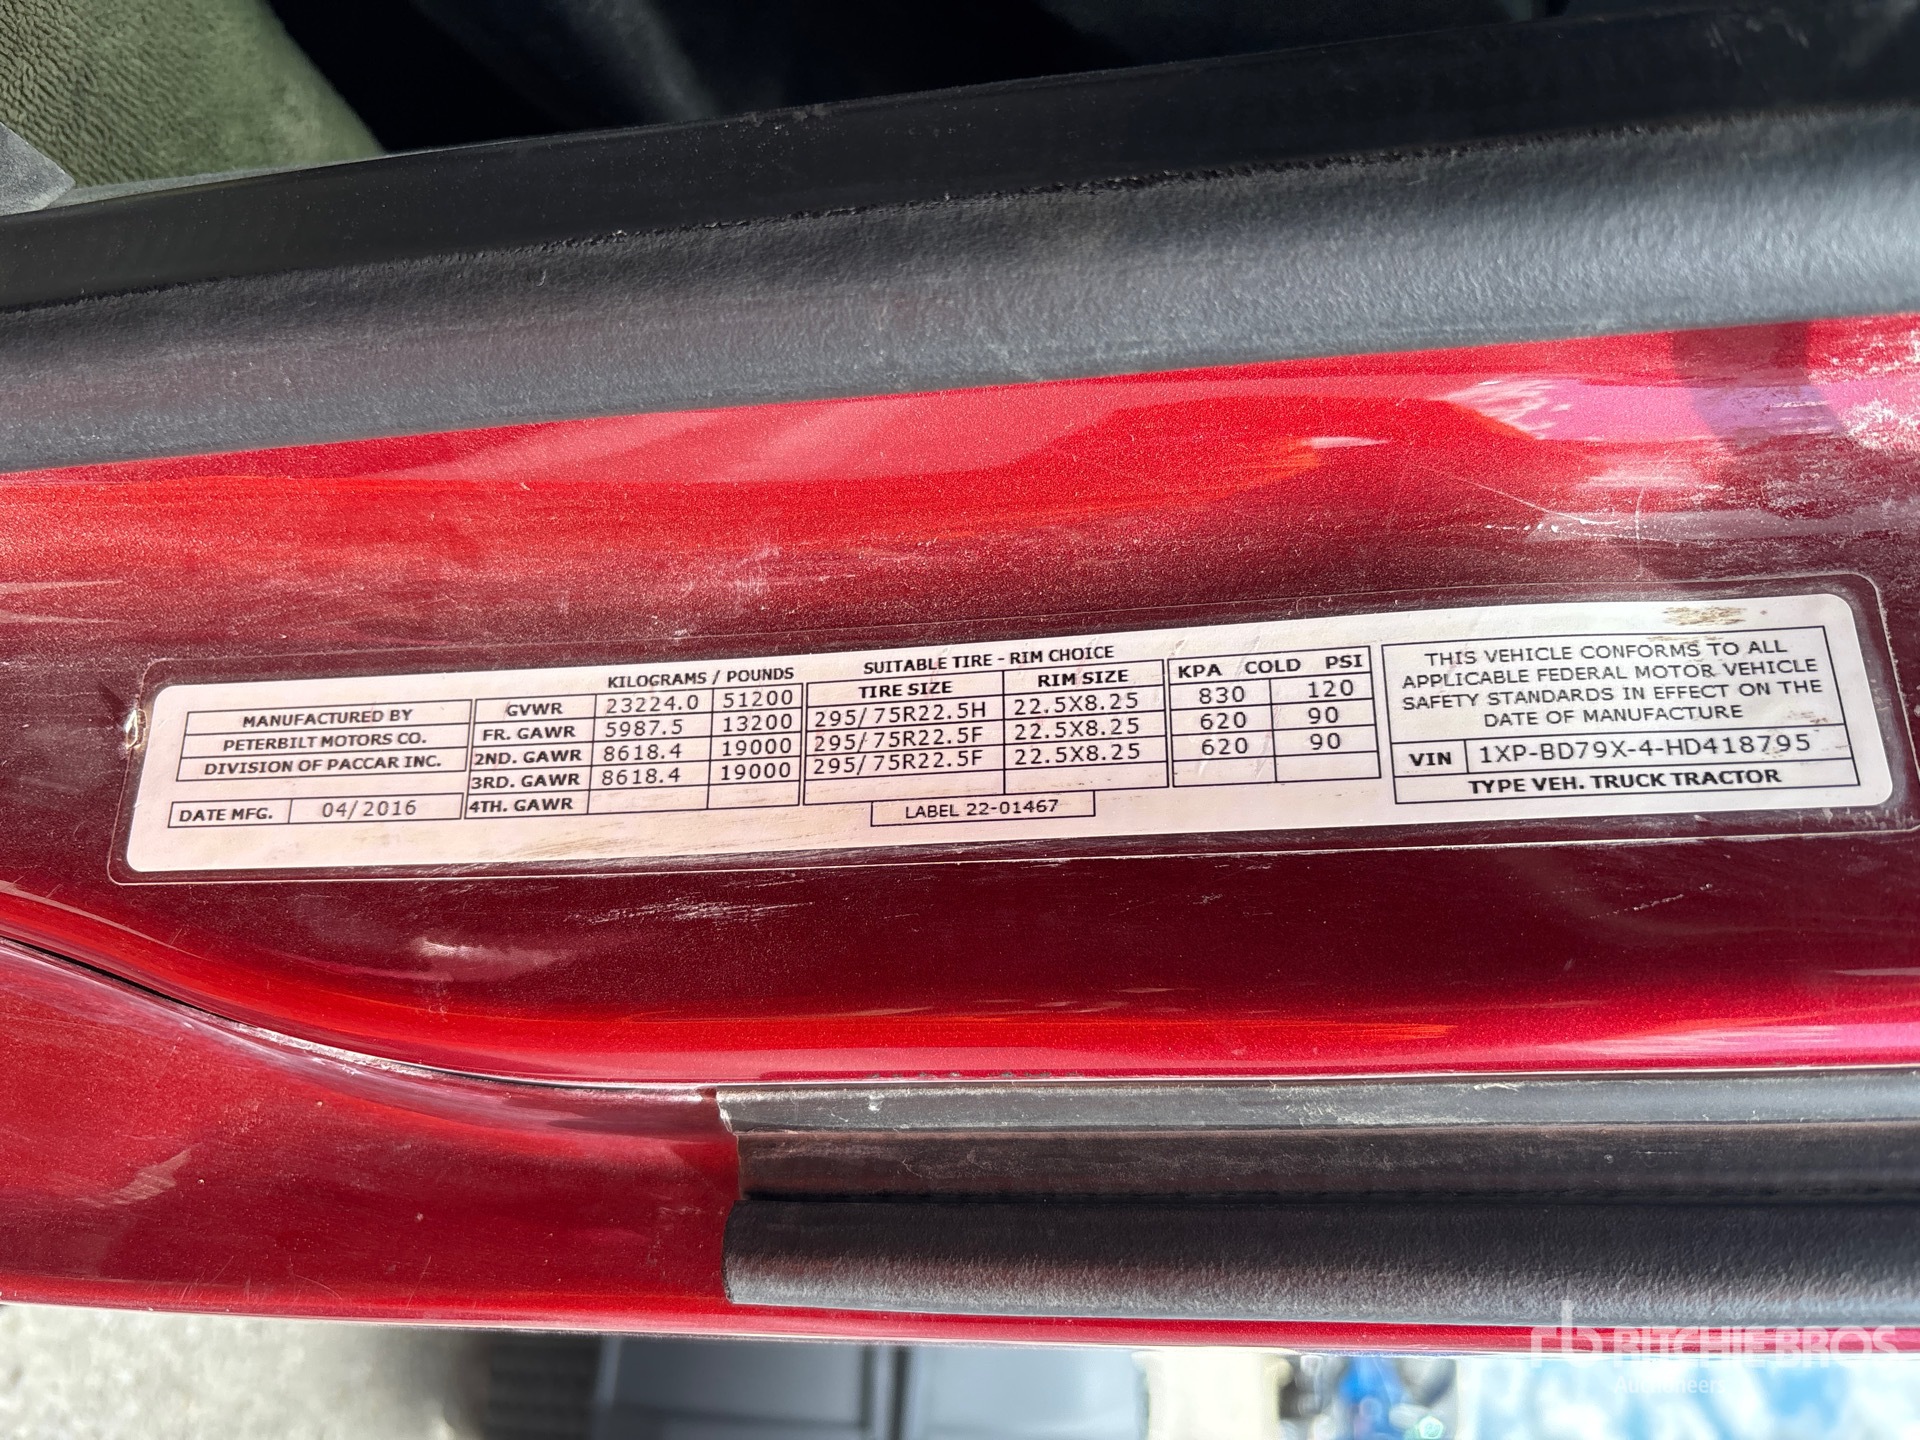 KILOGRAMS / POUNDS
SUITABLE TIRE - RIM CHOICE
MANUFACTURED BY
PETERBILT MOTORS CO.
DIVISION OF PACCAR INC.
DATE MFG. 04/2016
GVWR 23224.0 51200
FR. GAWR 5987.5 13200
2ND. GAWR 8618.4 19000
3RD. GAWR 8618.4 19000
4TH. GAWR
TIRE SIZE RIM SIZE
295/75R22.5H 22.5X8.25
295/75R22.5F 22.5X8.25
295/75R22.5F 22.5X8.25
LABEL 22-01467
KPA COLD PSI
830 120
620 90
620 90
THIS VEHICLE CONFORMS TO ALL
APPLICABLE FEDERAL MOTOR VEHICLE
SAFETY STANDARDS IN EFFECT ON THE
DATE OF MANUFACTURE
VIN 1XP-BD79X-4-HD418795
TYPE VEH. TRUCK TRACTOR
rb RITCHIE BROS
Auctioneers